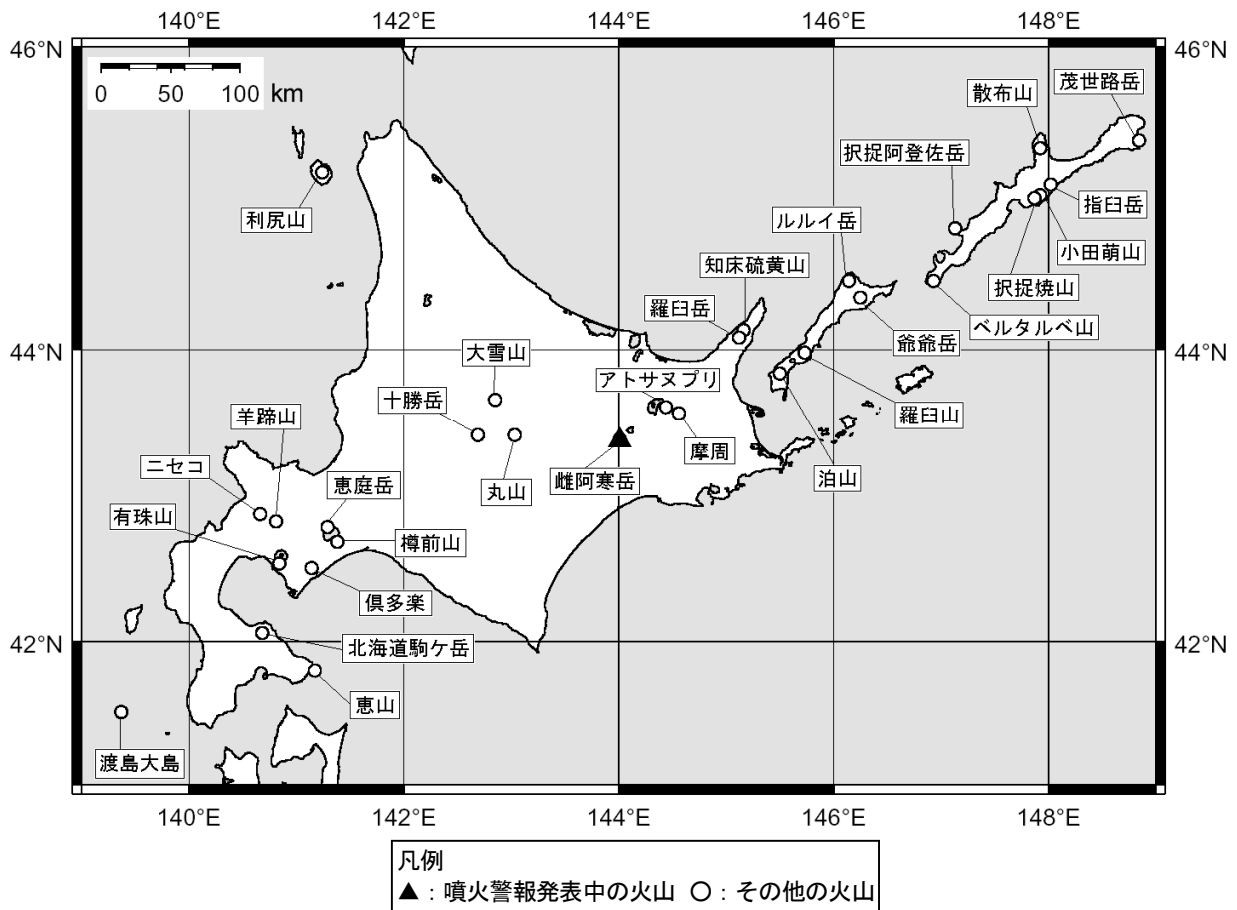 140°E 142°E 144°E 146°E 148°E
46°N 46°N
0 50 100 km
茂世路岳
散布山
択捉阿登佐岳
利尻山
指臼岳
ルルイ岳
小田萌山
知床硫黄山
択捉焼山
羅臼岳
ベルタルベ山
爺爺岳
44°N 44°N
大雪山
アトサヌプリ
十勝岳
羅臼山
羊蹄山
摩周
ニセコ
恵庭岳
丸山
雌阿寒岳
泊山
有珠山
樽前山
倶多楽
42°N 42°N
北海道駒ケ岳
恵山
渡島大島
140°E 142°E 144°E 146°E 148°E
凡例
▲：噴火警報発表中の火山 ○：その他の火山